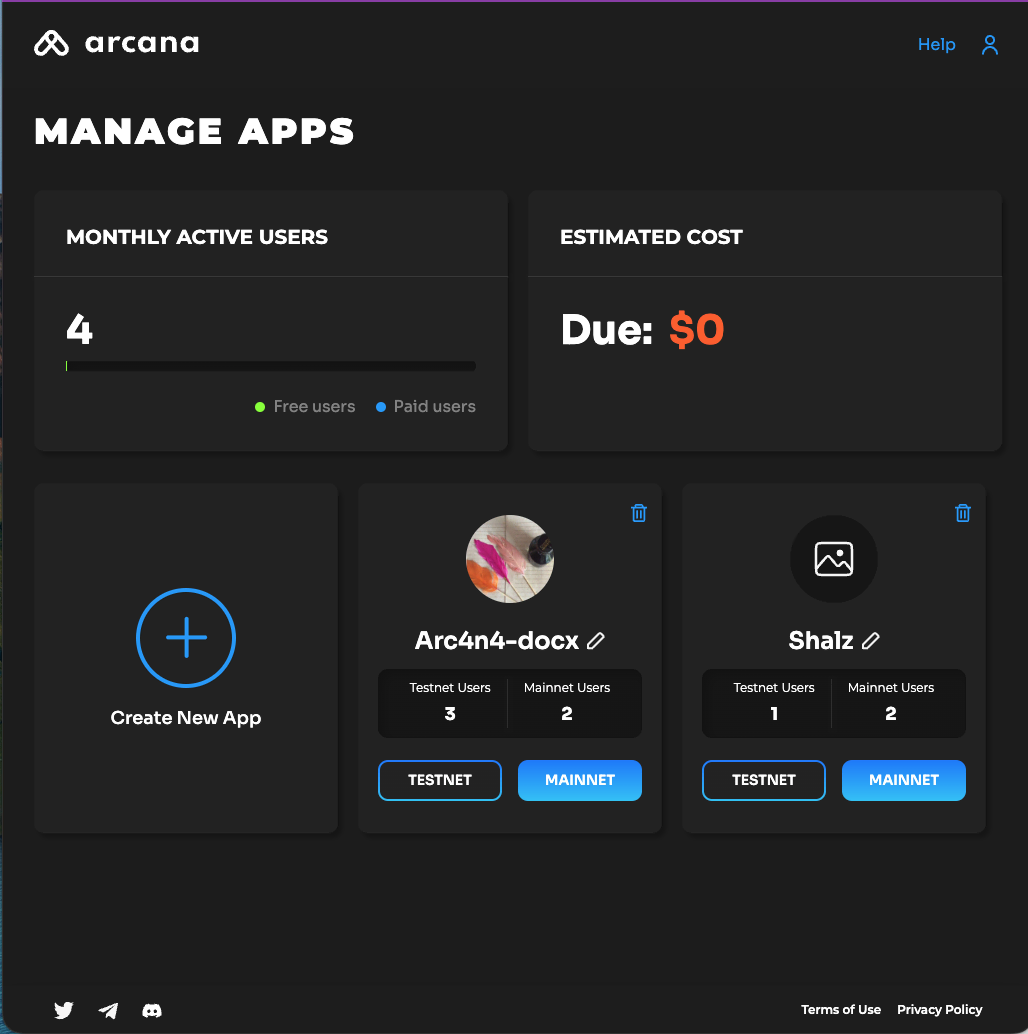 arcana
Help
MANAGE APPS
MONTHLY ACTIVE USERS
4
Free users Paid users
ESTIMATED COST
Due: $0
Create New App
Arc4n4-docx
Testnet Users Mainnet Users
3 2
TESTNET MAINNET
Shalz
Testnet Users Mainnet Users
1 2
TESTNET MAINNET
Terms of Use Privacy Policy